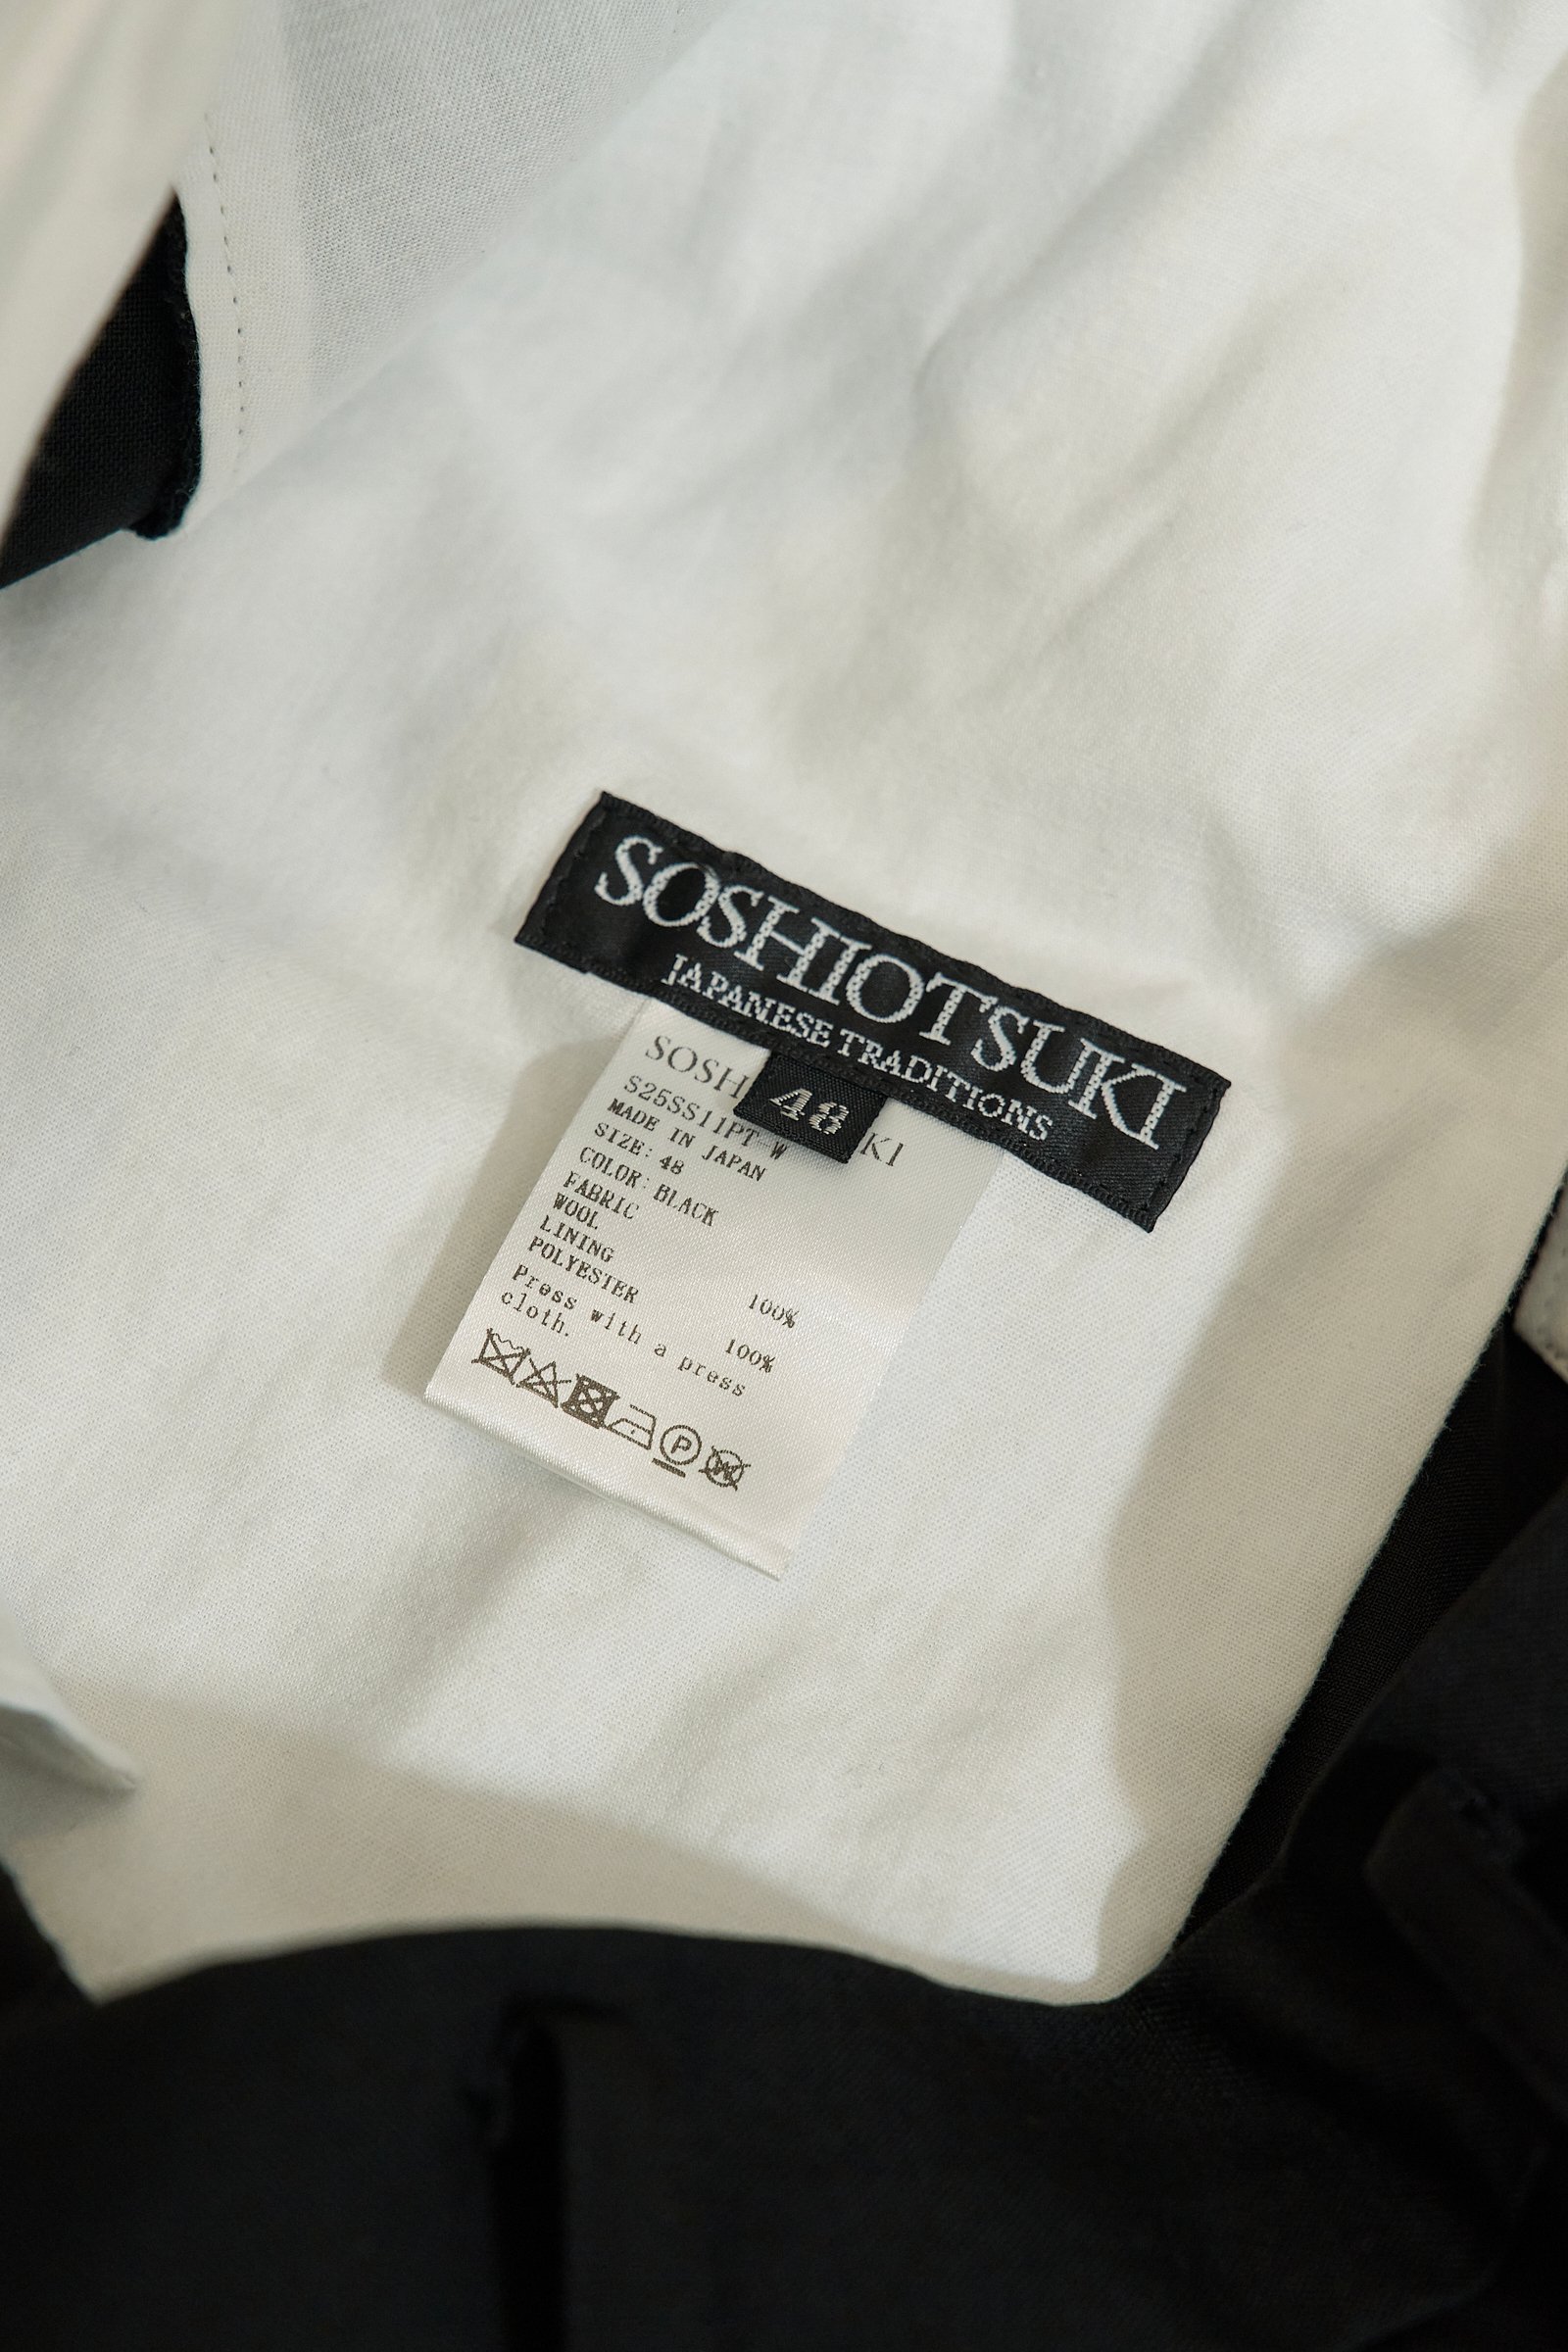 SOSHIOTSUKI
JAPANESE TRADITIONS
48
SOSH KI
S25SS11PT W
MADE IN JAPAN
SIZE: 48
COLOR: BLACK
FABRIC
WOOL 100%
LINING
POLYESTER 100%
Press with a press
cloth.
P W